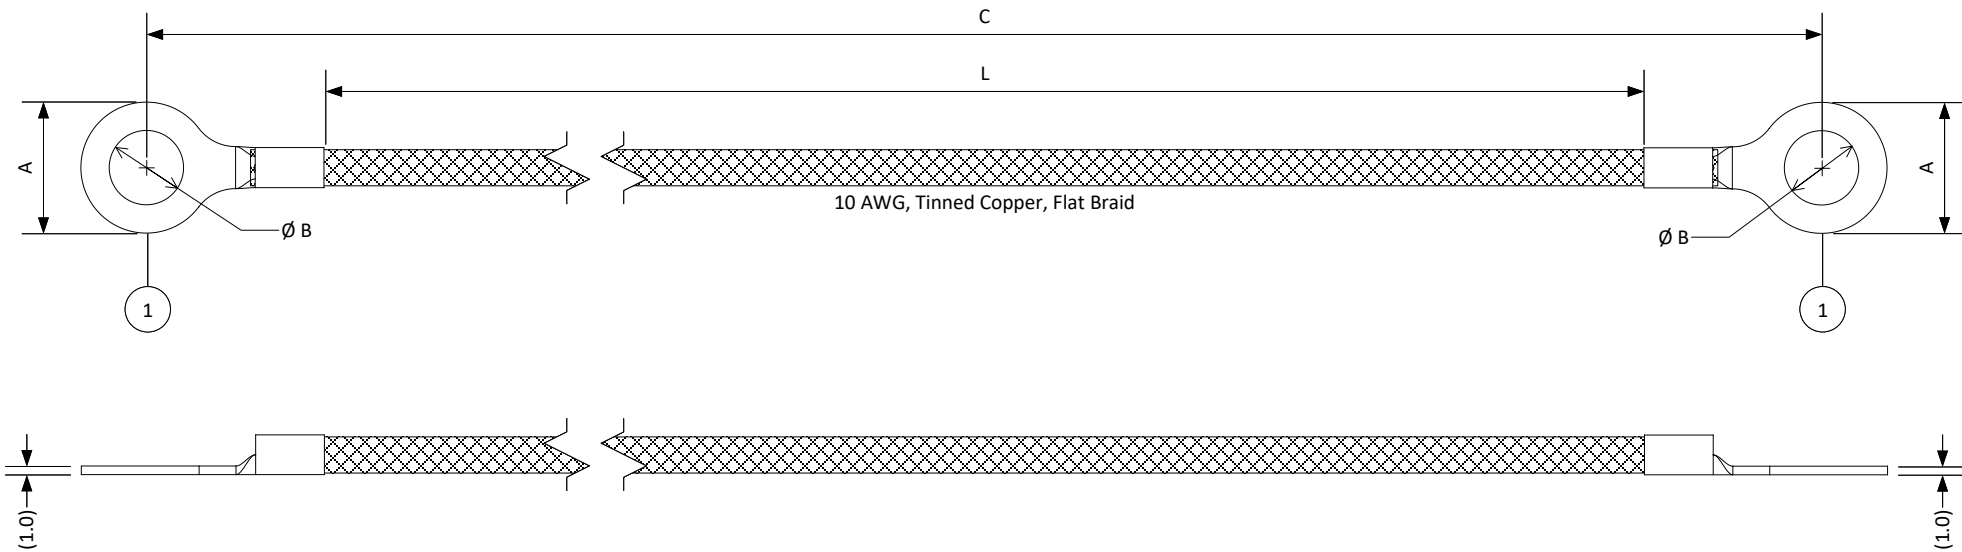 C
L
A
A
10 AWG, Tinned Copper, Flat Braid
Ø B
Ø B
1
1
(1.0)
(1.0)